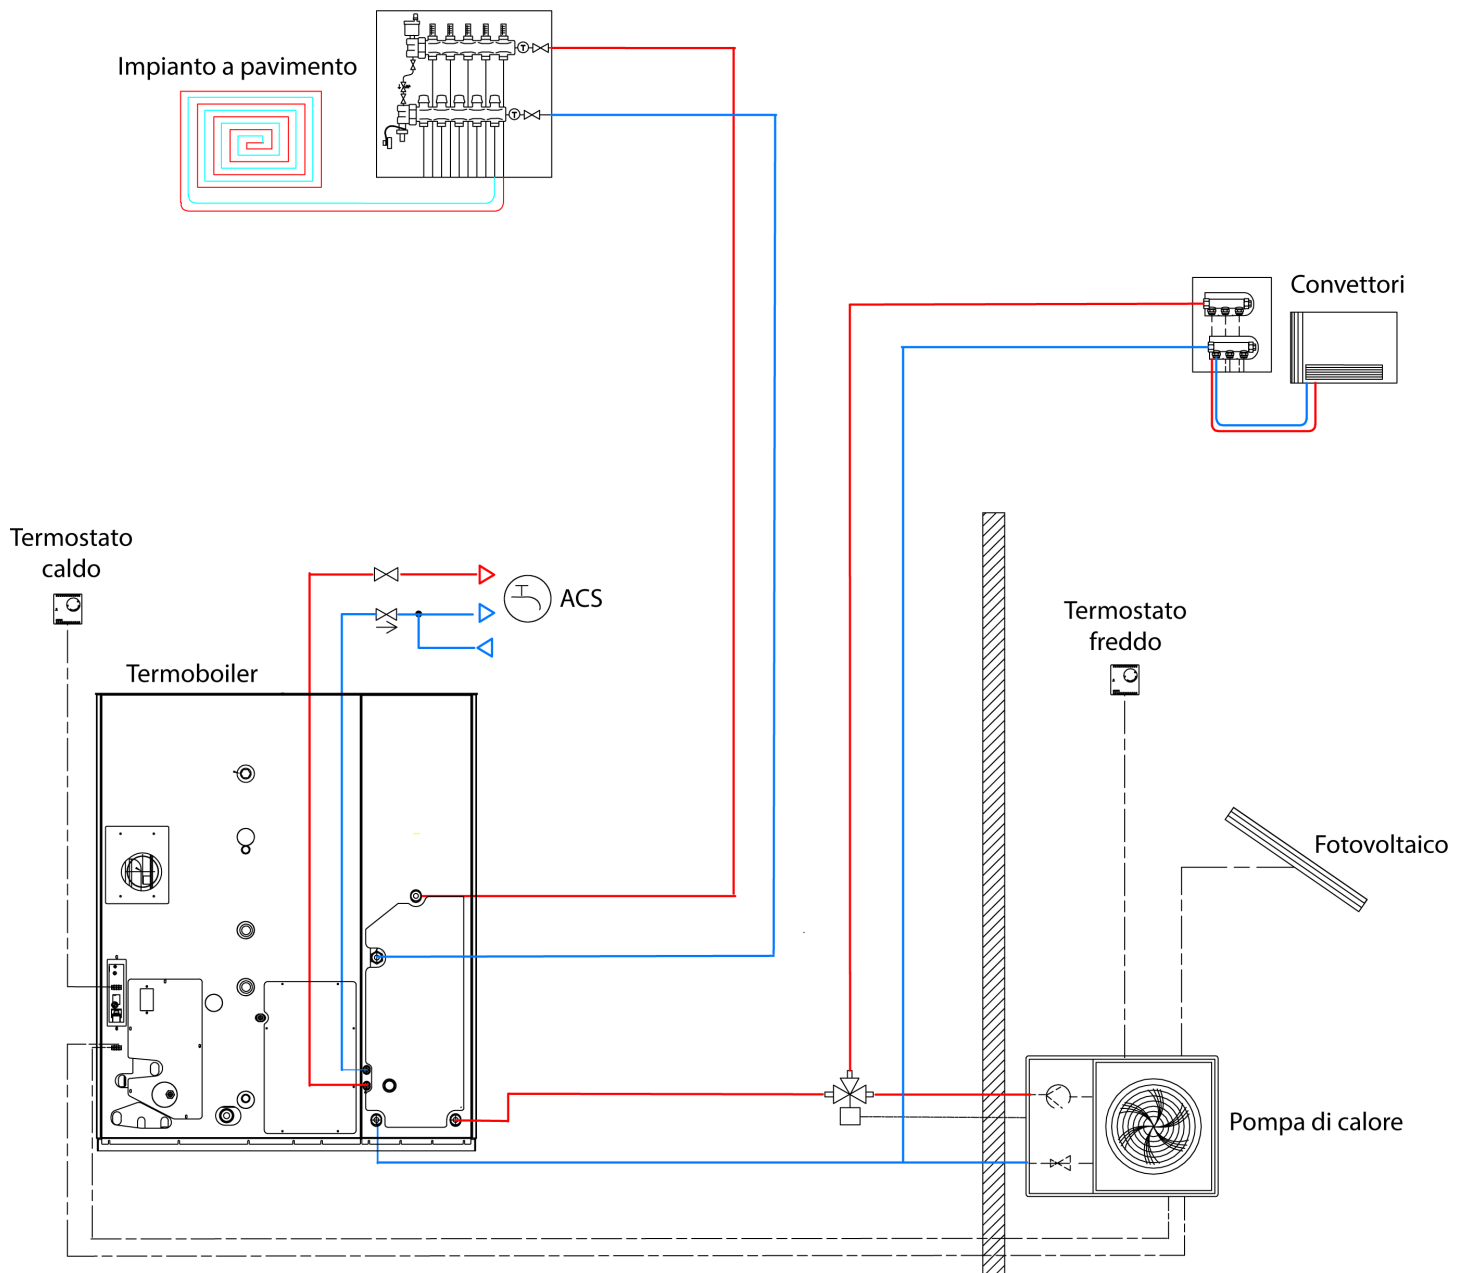 Impianto a pavimento
T
T
Convettori
Termostato
caldo
ACS
Termostato
freddo
Termoboiler
Fotovoltaico
Pompa di calore